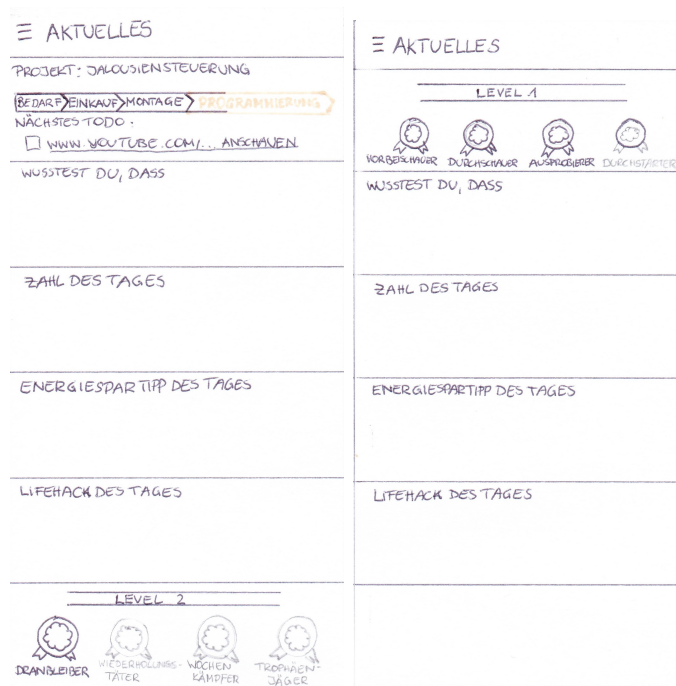 AKTUELLES
PROJEKT: JALOUSIENSTEUERUNG
BEDARF EINKAUF MONTAGE PROGRAMMIERUNG
NÄCHSTES TODO:
WWW.YOUTUBE.COM/... ANSCHAUEN
WUSSTEST DU, DASS
ZAHL DES TAGES
ENERGIESPARTIPP DES TAGES
LIFEHACK DES TAGES
LEVEL 2
DRANBLEIBER
WIEDERHOLUNGS-
TÄTER
WOCHEN
KÄMPFER
TROPHÄEN-
JÄGER
AKTUELLES
LEVEL 1
VORBEISCHAUER DURCHSCHAUER AUSPROBIERER DURCHSTARTER
WUSSTEST DU, DASS
ZAHL DES TAGES
ENERGIESPARTIPP DES TAGES
LIFEHACK DES TAGES